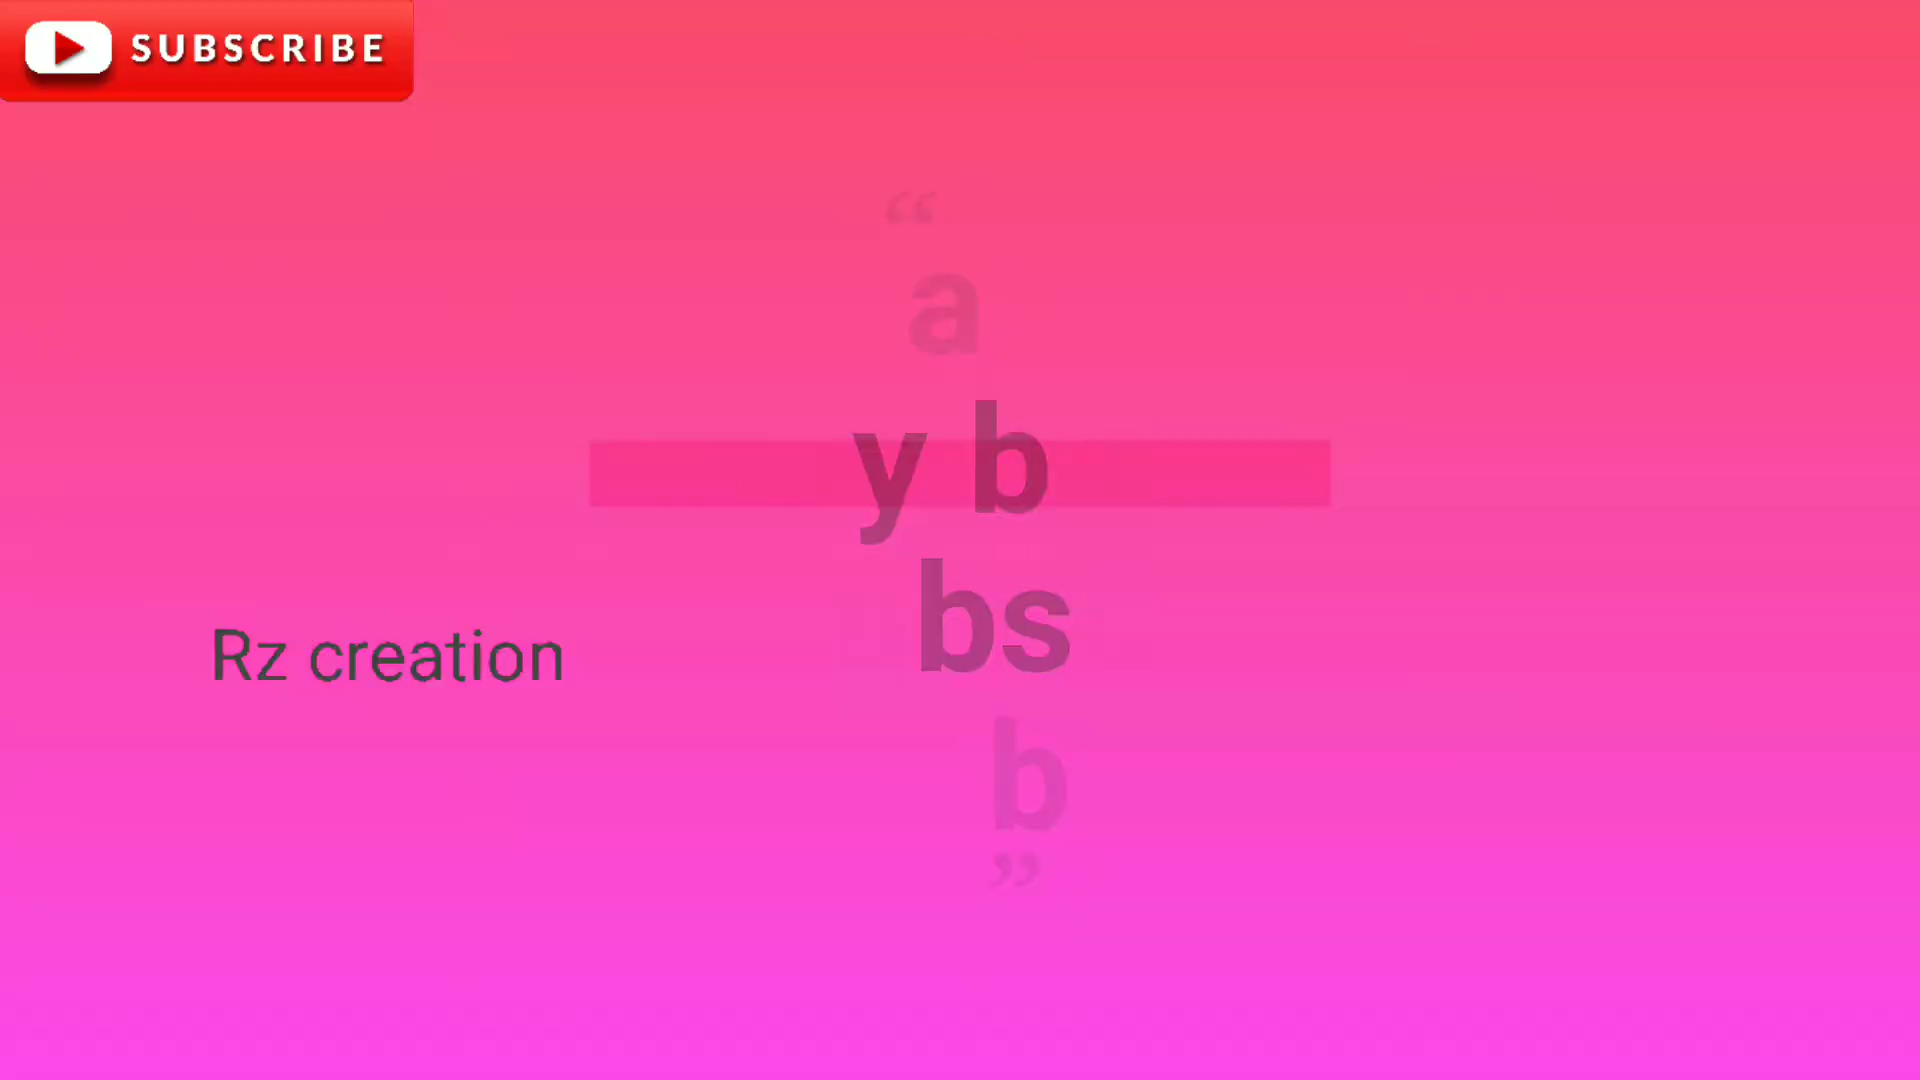 SUBSCRIBE
“
a
y b
bs
b
”
Rz creation